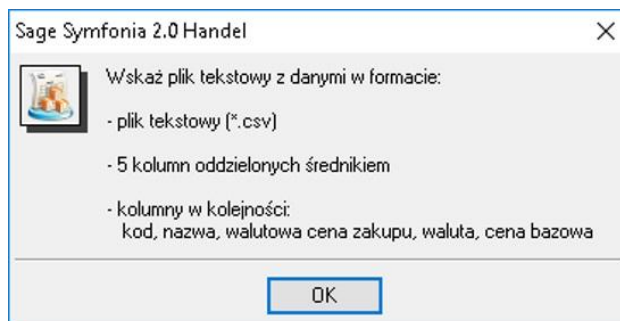 Sage Symfonia 2.0 Handel
Wskaż plik tekstowy z danymi w formacie:
- plik tekstowy (*.csv)
- 5 kolumn oddzielonych średnikiem
- kolumny w kolejności:
kod, nazwa, walutowa cena zakupu, waluta, cena bazowa
OK